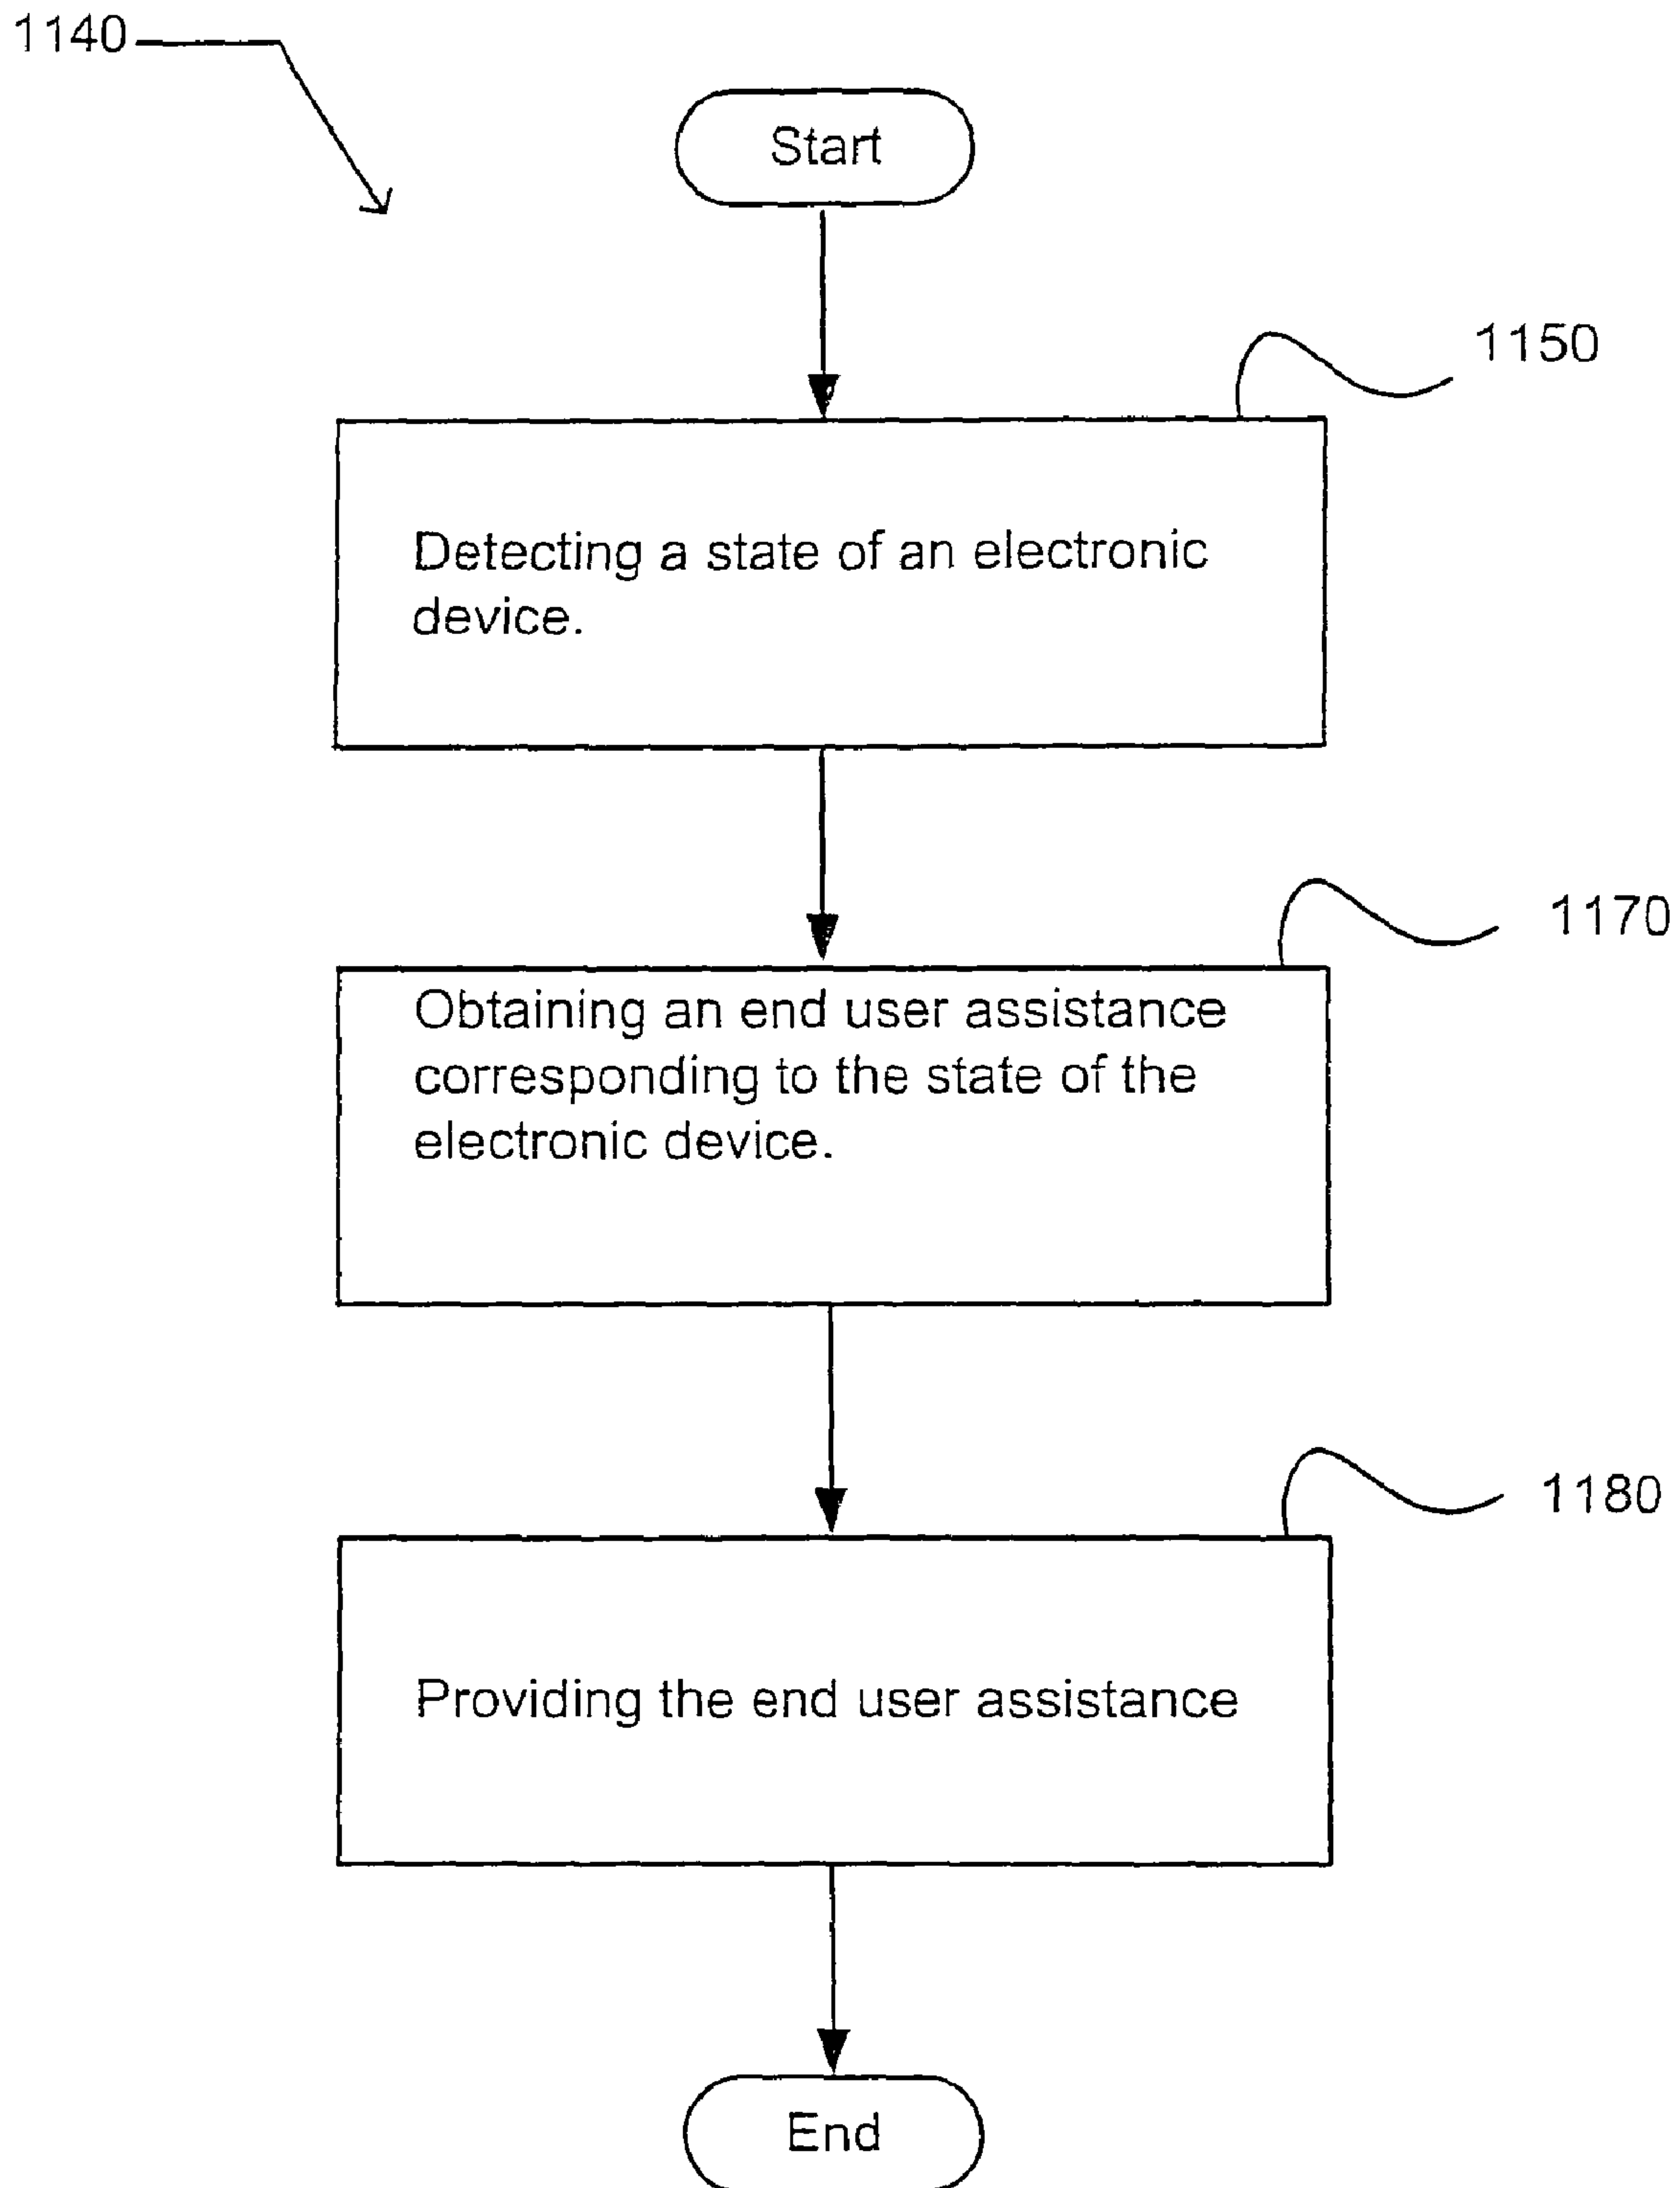 1140
Start
1150
Detecting a state of an electronic
device.
1170
Obtaining an end user assistance
corresponding to the state of the
electronic device.
1180
Providing the end user assistance
End